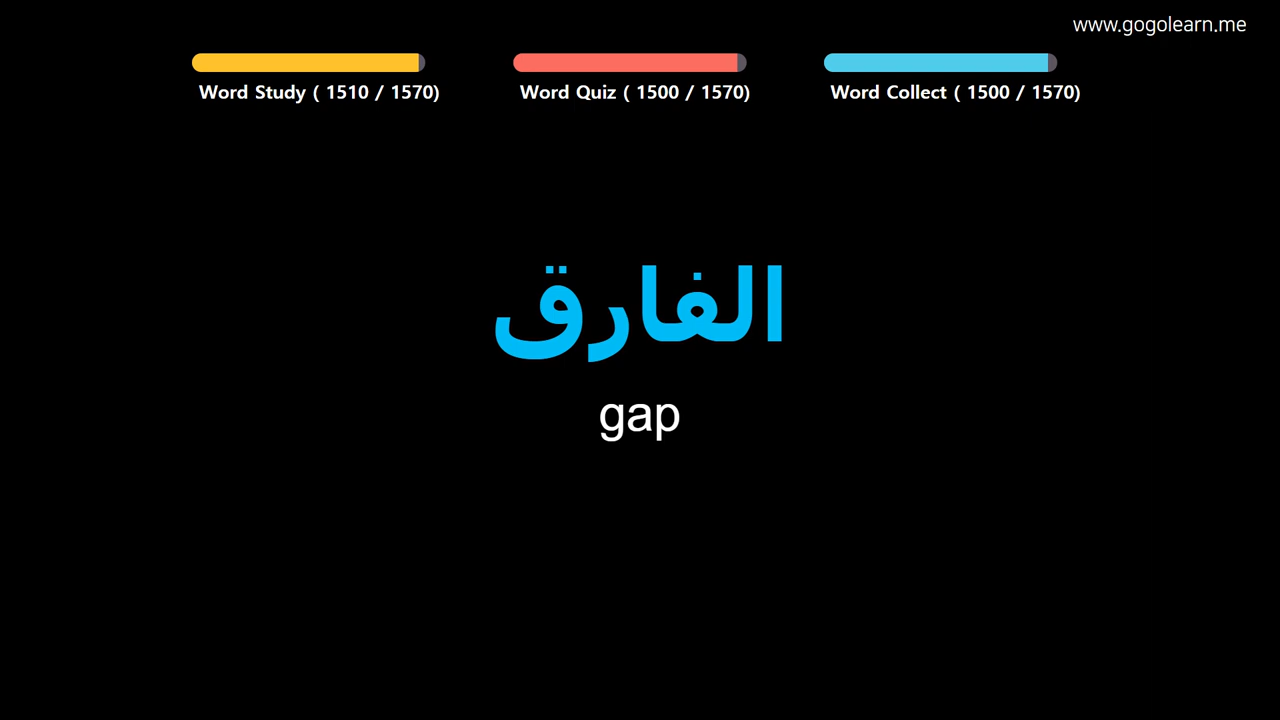 www.gogolearn.me
Word Study ( 1510 / 1570)
Word Quiz ( 1500 / 1570)
Word Collect ( 1500 / 1570)
الفارق
gap